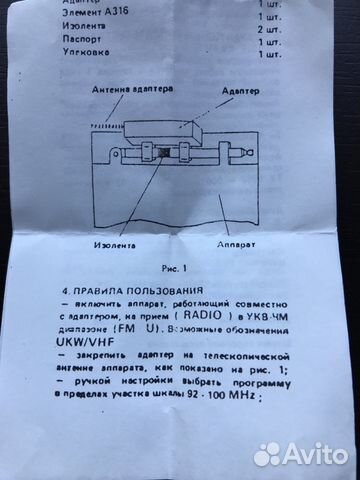 Адаптер 1 шт.
Элемент А316 1 шт.
Изолента 2 шт.
Паспорт 1 шт.
Упаковка 1 шт.
Антенна адаптера Адаптер
Изолента Аппарат
Рис. 1
4. ПРАВИЛА ПОЛЬЗОВАНИЯ
— включить аппарат, работающий совместно
с адаптером, на прием ( RADIO ) в УКВ-ЧМ
диапазоне (FM U). Возможные обозначения
UKW/VHF
— закрепить адаптер на телескопической
антенне аппарата, как показано на рис. 1;
— ручкой настройки выбрать программу
в пределах участка шкалы 92 - 100 MHz ;
Avito